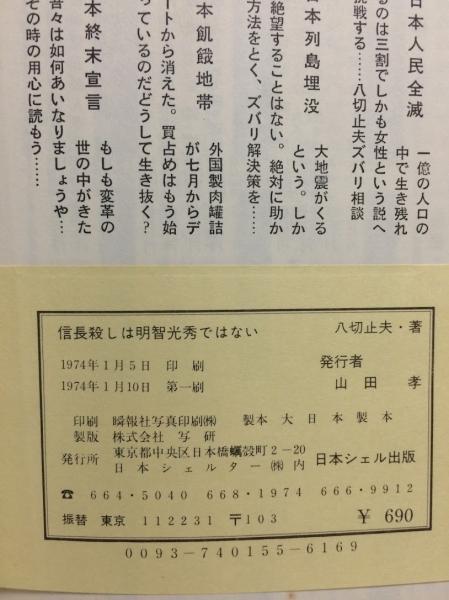 日本人民全滅
一億の人口の
中で生き残れ
るのは三割でしかも女性という説へ
挑戦する……八切止夫ズバリ相談
日本列島埋没
大地震がくる
という。しか
絶望することはない。絶対に助か
方法をとく、ズバリ解決策を……
本飢餓地帯
外国製肉罐詰
が七月からデ
ートから消えた。買占めはもう始
っているのだどうして生き抜く?
本終末宣言
もしも変革の
世の中がきた
々は如何あいなりましょうや…
その時の用心に読もう……
信長殺しは明智光秀ではない
八切止夫・著
1974年1月5日 印刷
1974年1月10日 第一刷
発行者
山田孝
印刷 瞬報社写真印刷㈱ 製本 大日本製本
製版 株式会社 写研
発行所 東京都中央区日本橋蠣殻町2-20
日本シェルター㈱内 日本シェル出版
☎ 664-5040 668-1974 666-9912
振替 東京 112231 〒103 ¥690
0093-740155-6169